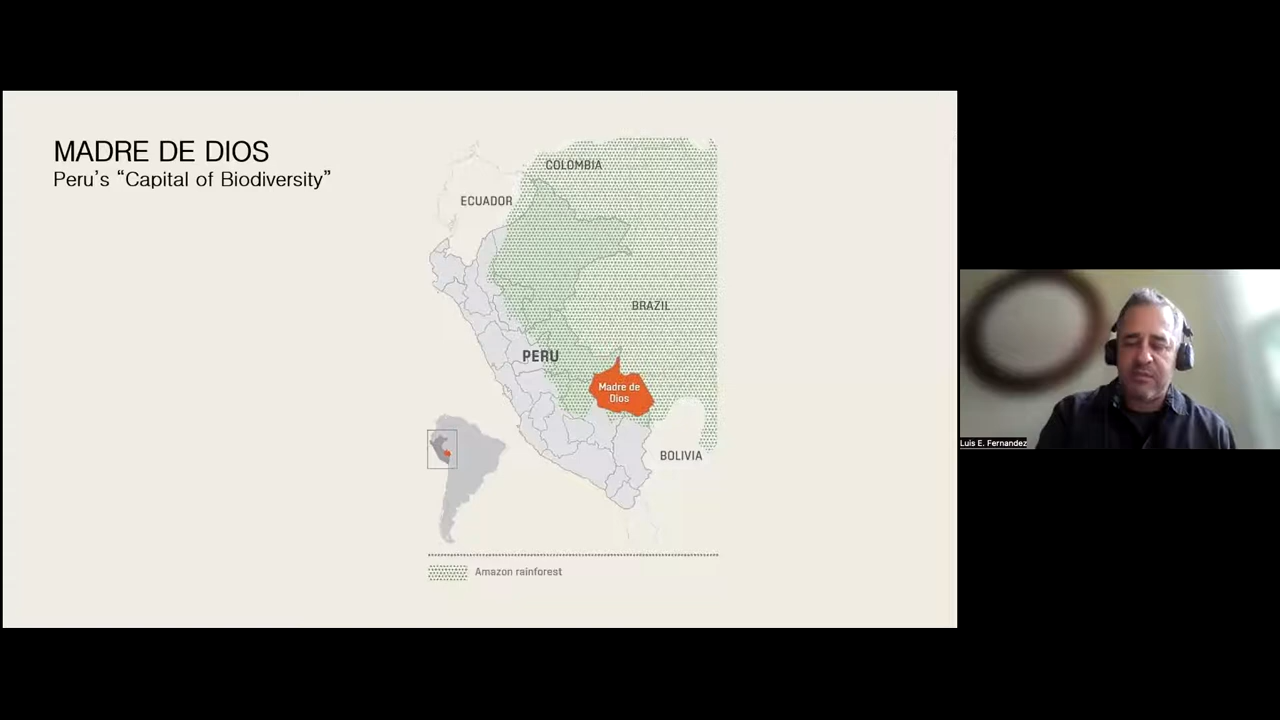 MADRE DE DIOS
Peru's “Capital of Biodiversity”
COLOMBIA
ECUADOR
BRAZIL
PERU
Madre de
Dios
BOLIVIA
Amazon rainforest
Luis E. Fernandez